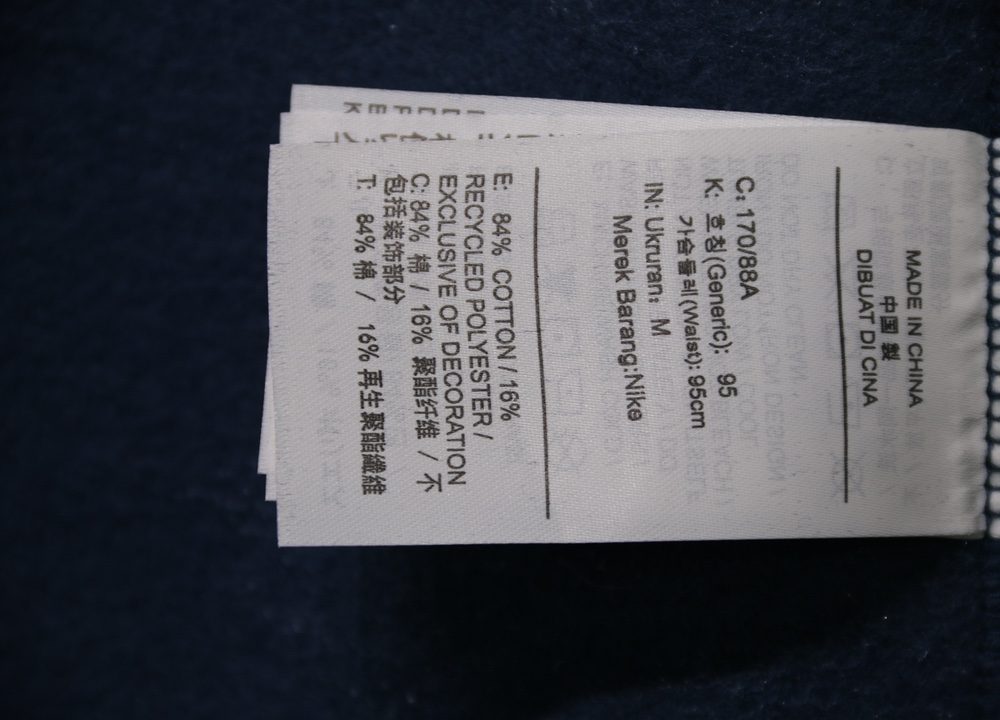 MADE IN CHINA
中国 製
DIBUAT DI CINA
C: 170/88A
K: 호칭(Generic): 95
가슴둘레(Waist): 95cm
IN: Ukruran: M
Merek Barang:Nike
E: 84% COTTON / 16%
RECYCLED POLYESTER /
EXCLUSIVE OF DECORATION
C: 84% 棉 / 16% 聚酯纤维 / 不
包括装饰部分
T: 84% 棉 / 16% 再生聚酯纖維